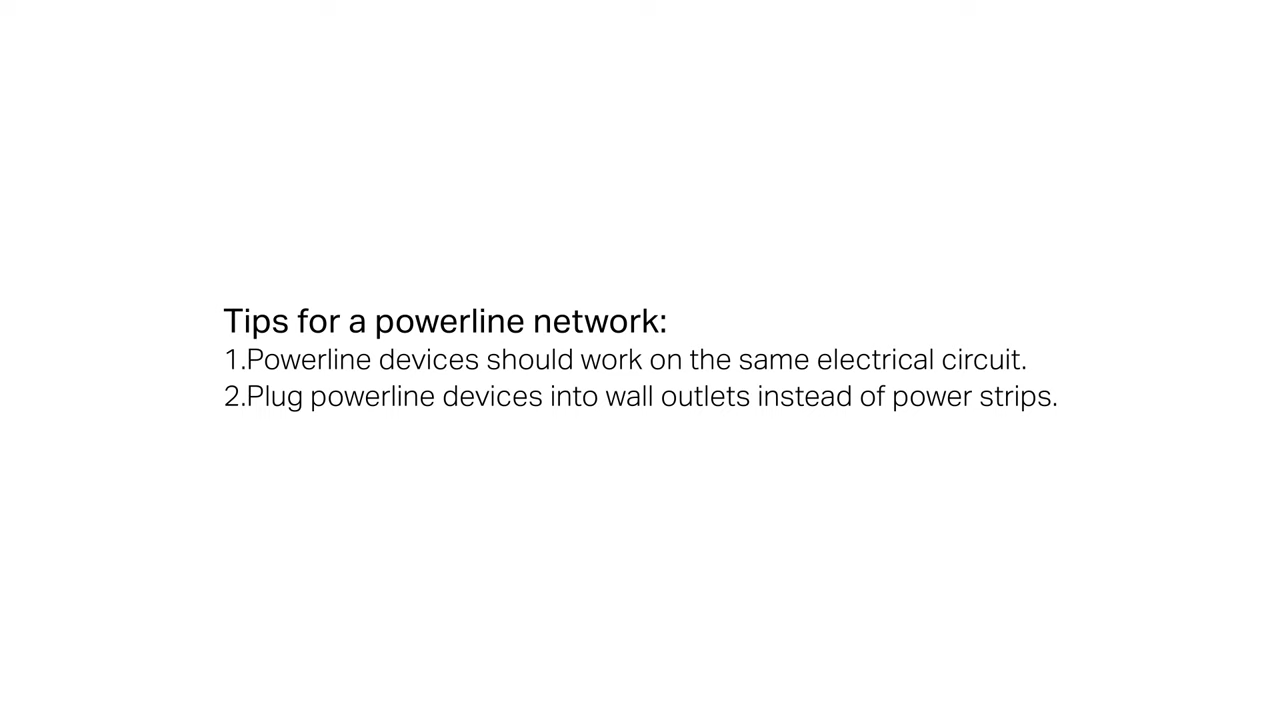 Tips for a powerline network:
1.Powerline devices should work on the same electrical circuit.
2.Plug powerline devices into wall outlets instead of power strips.